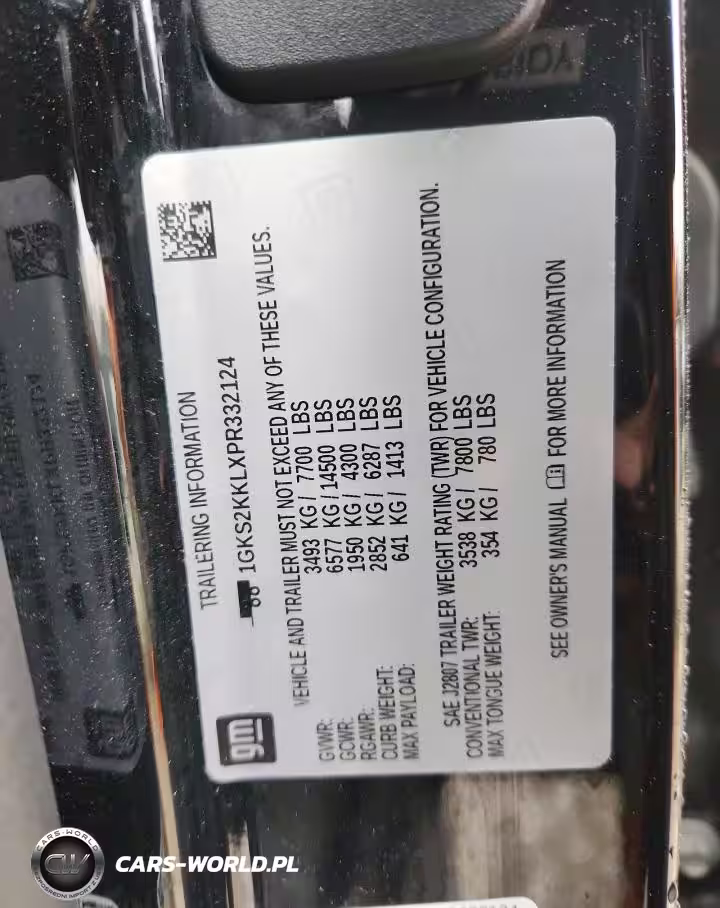 TRAILERING INFORMATION
1GKS2KKLXPR332124
gm
VEHICLE AND TRAILER MUST NOT EXCEED ANY OF THESE VALUES.
GVWR: 3493 KG / 7700 LBS
GCWR: 6577 KG / 14500 LBS
RGAWR: 1950 KG / 4300 LBS
CURB WEIGHT: 2852 KG / 6287 LBS
MAX PAYLOAD: 641 KG / 1413 LBS
SAE J2807 TRAILER WEIGHT RATING (TWR) FOR VEHICLE CONFIGURATION.
CONVENTIONAL TWR: 3538 KG / 7800 LBS
MAX TONGUE WEIGHT: 354 KG / 780 LBS
SEE OWNER'S MANUAL FOR MORE INFORMATION
CARS-WORLD
CW
CARS-WORLD.PL